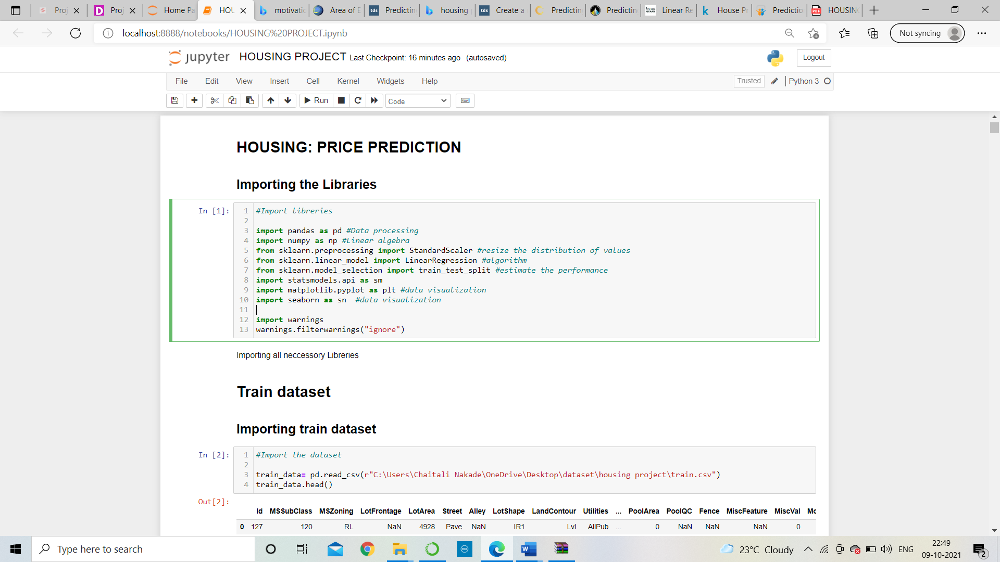 Proj
Proj
Home Pa
HOU
motivatio
Area of E
tds Predictin
housing
tds Create a
Predictin
Predictin
Linear Re
k House Pr
Predictio
PDF HOUSING
localhost:8888/notebooks/HOUSING%20PROJECT.ipynb
Not syncing
jupyter HOUSING PROJECT Last Checkpoint: 16 minutes ago (autosaved)
Logout
File Edit View Insert Cell Kernel Widgets Help
Trusted Python 3
Run Code
HOUSING: PRICE PREDICTION
Importing the Libraries
In [1]:
1 #Import libreries
2
3 import pandas as pd #Data processing
4 import numpy as np #Linear algebra
5 from sklearn.preprocessing import StandardScaler #resize the distribution of values
6 from sklearn.linear_model import LinearRegression #algorithm
7 from sklearn.model_selection import train_test_split #estimate the performance
8 import statsmodels.api as sm
9 import matplotlib.pyplot as plt #data visualization
10 import seaborn as sn  #data visualization
11
12 import warnings
13 warnings.filterwarnings("ignore")
Importing all neccessory Libreries
Train dataset
Importing train dataset
In [2]:
1 #Import the dataset
2
3 train_data= pd.read_csv(r"C:\Users\Chaitali Nakade\OneDrive\Desktop\dataset\housing project\train.csv")
4 train_data.head()
Out[2]:
Id MSSubClass MSZoning LotFrontage LotArea Street Alley LotShape LandContour Utilities ... PoolArea PoolQC Fence MiscFeature MiscVal Mo
0 127 120 RL NaN 4928 Pave NaN IR1 Lvl AllPub ... 0 NaN NaN NaN 0
Type here to search
23°C Cloudy
ENG
22:49
09-10-2021
2